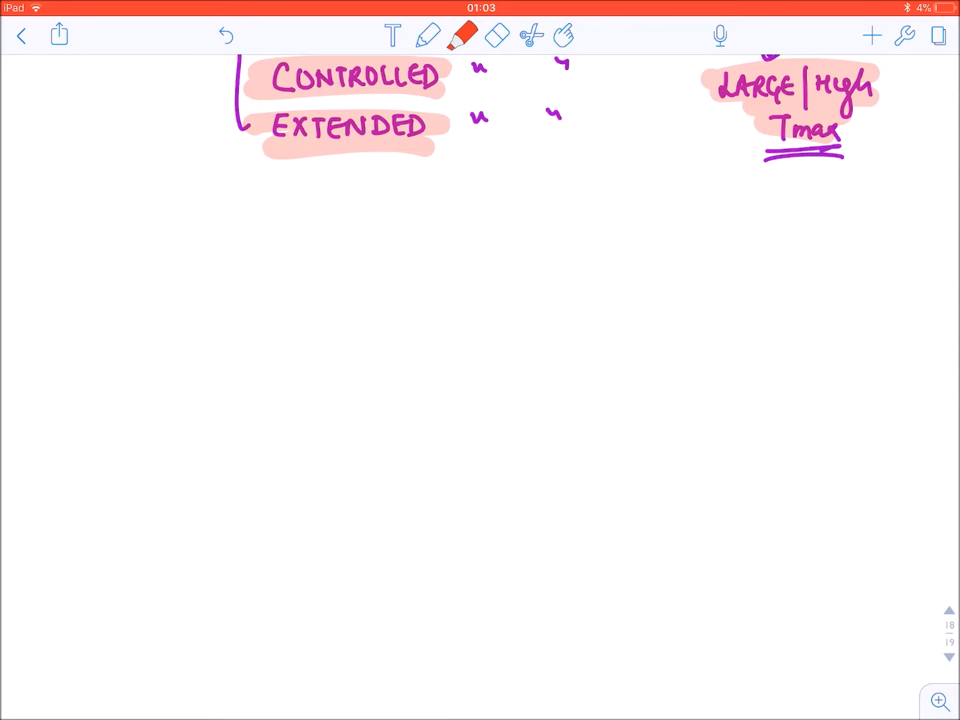 iPad 01:03 4%
T
CONTROLLED " "
LARGE/High
EXTENDED " "
Tmax
18
19